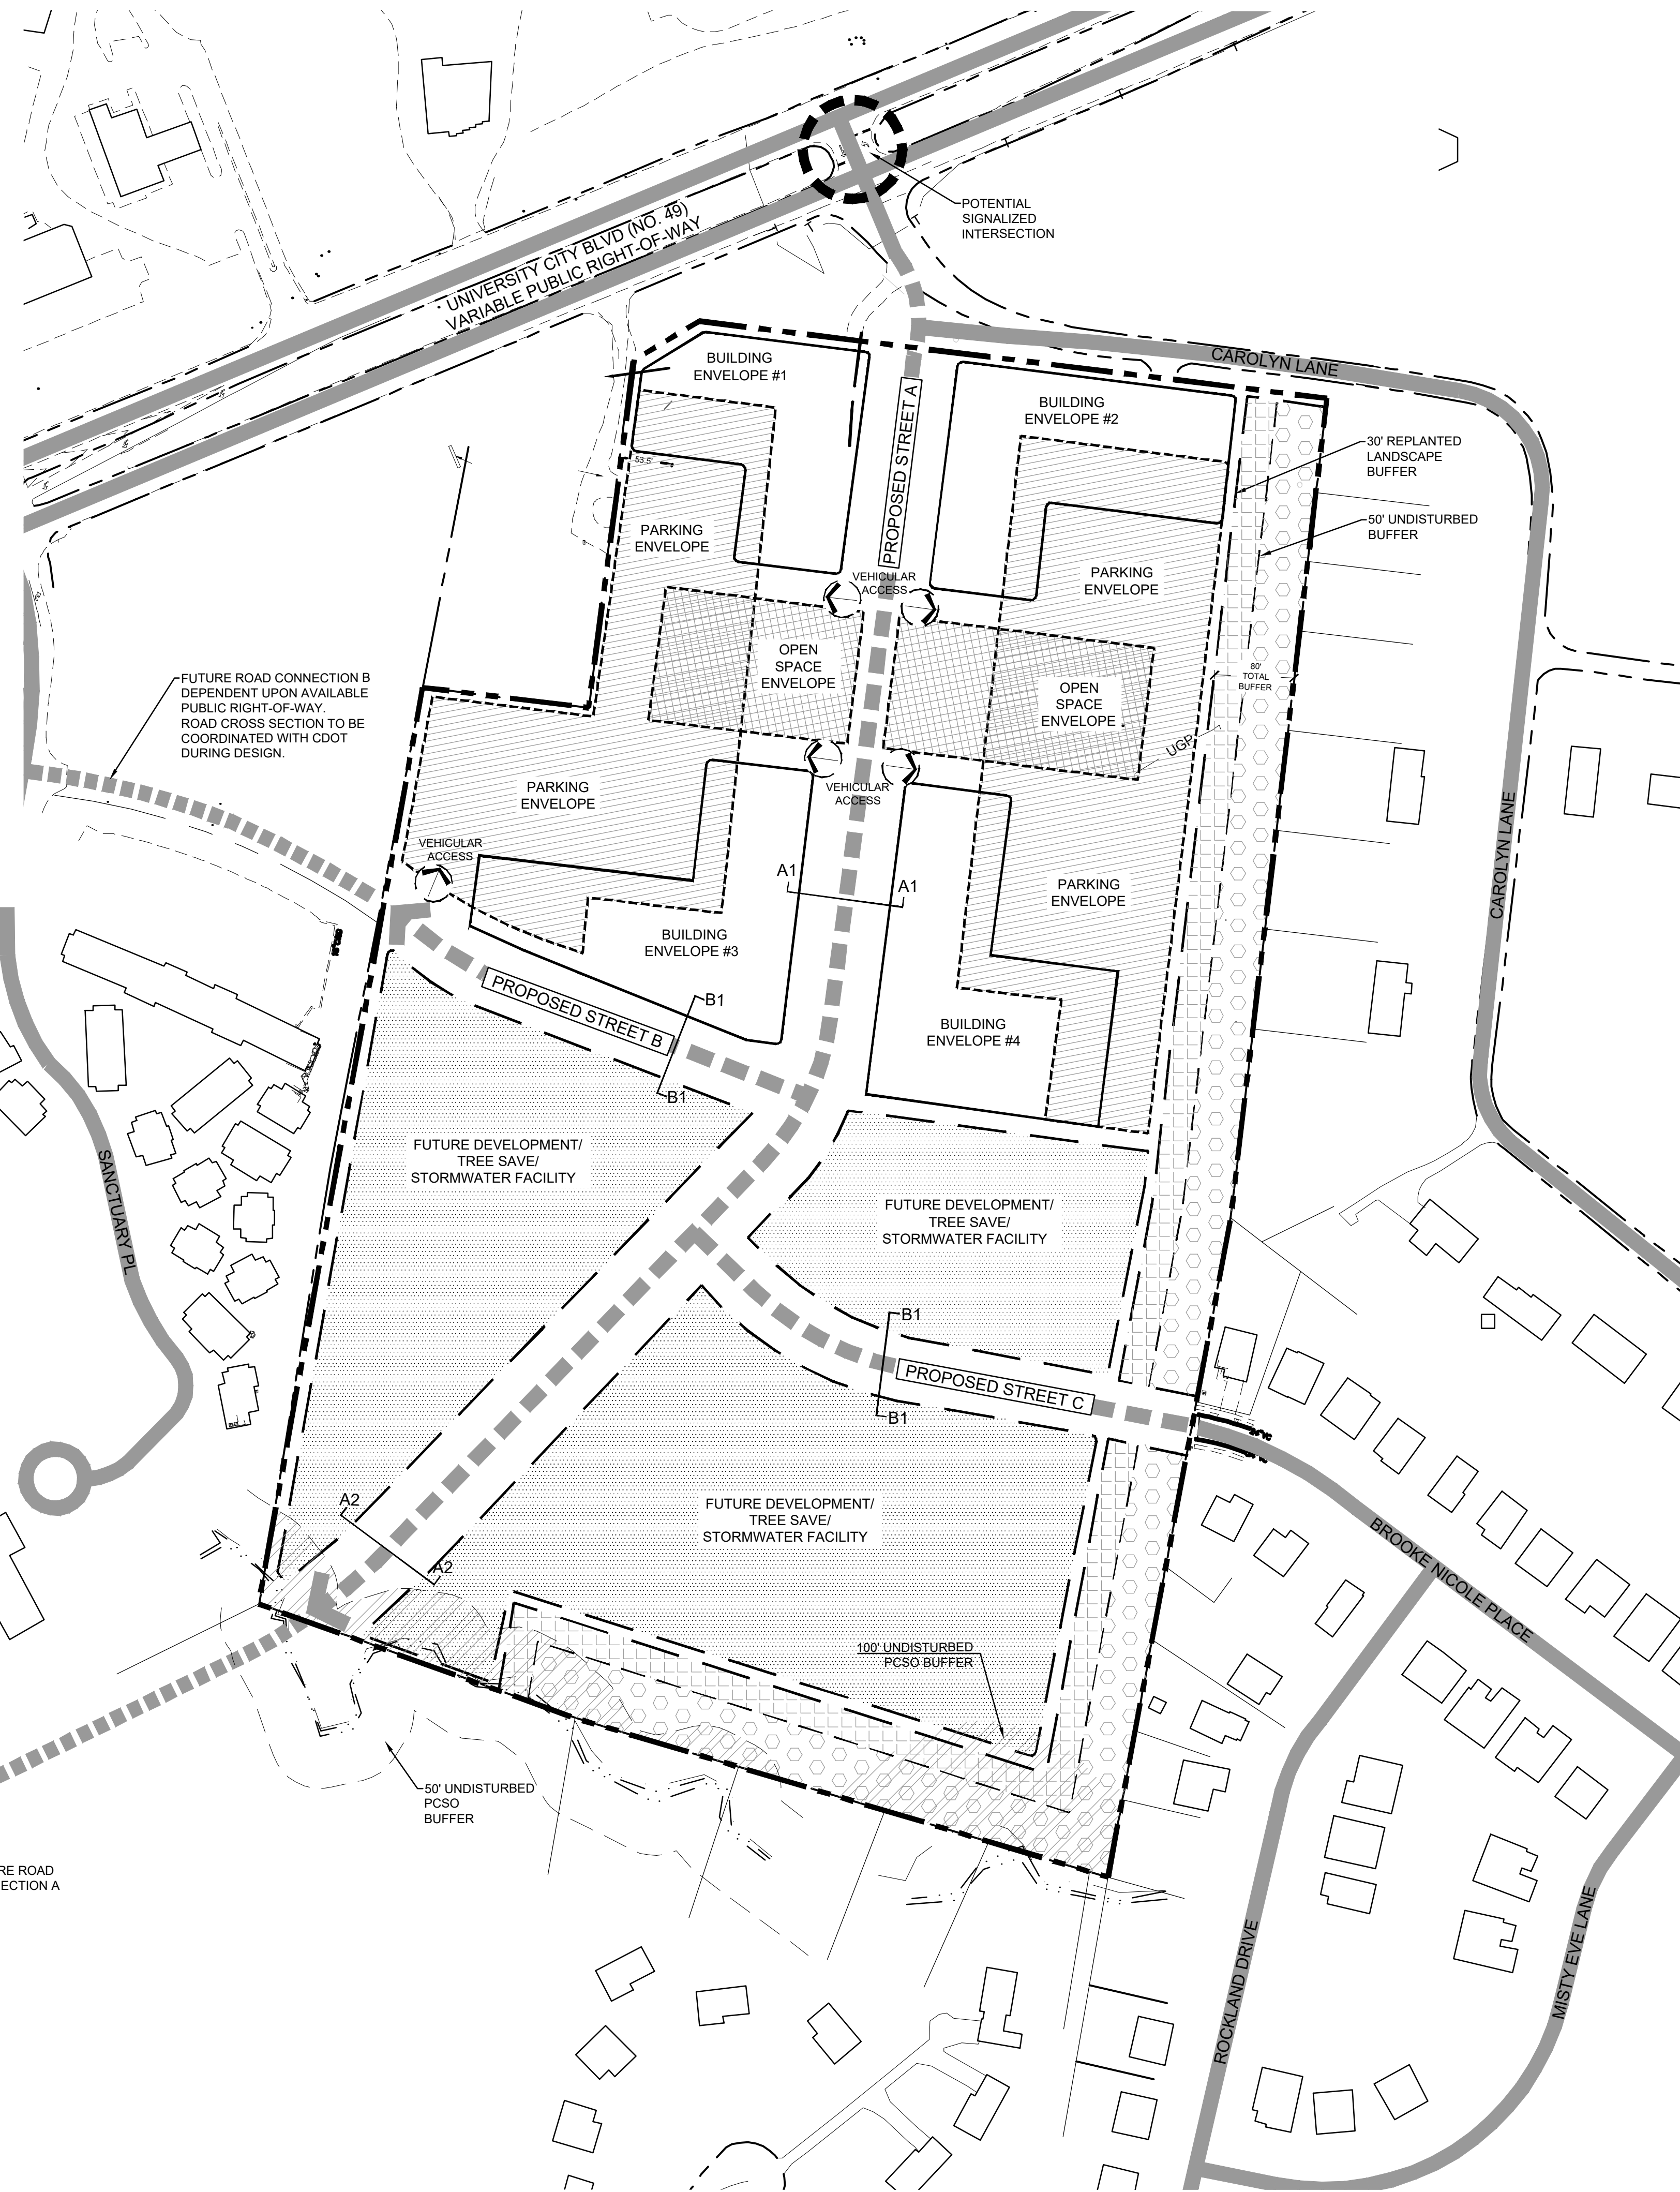 POTENTIAL
SIGNALIZED
INTERSECTION
UNIVERSITY CITY BLVD (NO. 49)
VARIABLE PUBLIC RIGHT-OF-WAY
CAROLYN LANE
BUILDING
ENVELOPE #1
PROPOSED STREET A
BUILDING
ENVELOPE #2
30' REPLANTED
LANDSCAPE
BUFFER
53.5'
50' UNDISTURBED
BUFFER
PARKING
ENVELOPE
PARKING
ENVELOPE
VEHICULAR
ACCESS
OPEN
SPACE
ENVELOPE
OPEN
SPACE
ENVELOPE
80'
TOTAL
BUFFER
UGP
FUTURE ROAD CONNECTION B
DEPENDENT UPON AVAILABLE
PUBLIC RIGHT-OF-WAY.
ROAD CROSS SECTION TO BE
COORDINATED WITH CDOT
DURING DESIGN.
PARKING
ENVELOPE
VEHICULAR
ACCESS
VEHICULAR
ACCESS
CAROLYN LANE
A1
A1
PARKING
ENVELOPE
BUILDING
ENVELOPE #3
PROPOSED STREET B
B1
B1
BUILDING
ENVELOPE #4
SANCTUARY PL
FUTURE DEVELOPMENT/
TREE SAVE/
STORMWATER FACILITY
FUTURE DEVELOPMENT/
TREE SAVE/
STORMWATER FACILITY
B1
PROPOSED STREET C
B1
A2
A2
FUTURE DEVELOPMENT/
TREE SAVE/
STORMWATER FACILITY
BROOKE NICOLE PLACE
100' UNDISTURBED
PCSO BUFFER
50' UNDISTURBED
PCSO
BUFFER
RE ROAD
ECTION A
ROCKLAND DRIVE
MISTY EVE LANE